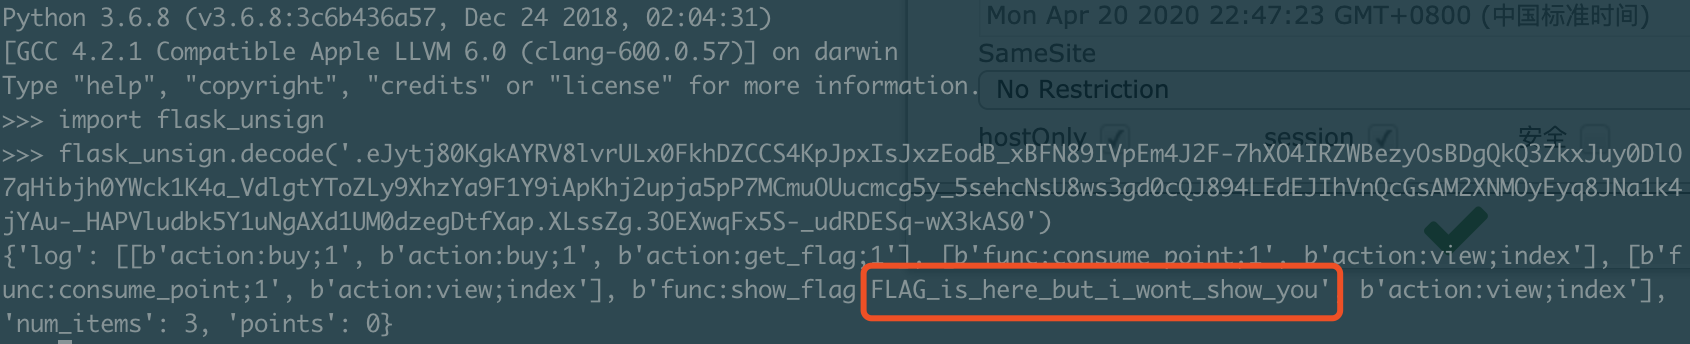 Python 3.6.8 (v3.6.8:3c6b436a57, Dec 24 2018, 02:04:31)
Mon Apr 20 2020 22:47:23 GMT+0800 (中国标准时间)
[GCC 4.2.1 Compatible Apple LLVM 6.0 (clang-600.0.57)] on darwin
SameSite
Type "help", "copyright", "credits" or "license" for more information.
No Restriction
>>> import flask_unsign
hostOnly session 安全
>>> flask_unsign.decode('.eJytj80KgkAYRV8lvrULx0FkhDZCCS4KpJpxIsJxzEodB_xBFN89IVpEm4J2F-7hXO4IRZWBezyOsBDgQkQ3ZkxJuy0DlO
7qHibjh0YWck1K4a_VdlgtYToZLy9XhzYa9F1Y9iApKhj2upja5pP7MCmuOUucmcg5y_5sehcNsU8ws3gd0cQJ894LEdEJIhVnQcGsAM2XNMOyEyq8JNa1k4
jYAu-_HAPVludbk5Y1uNgAXd1UM0dzegDtfXap.XLssZg.3OEXwqFx5S-_udRDESq-wX3kAS0')
{'log': [[b'action:buy;1', b'action:buy;1', b'action:get_flag;1'], [b'func:consume_point;1', b'action:view;index'], [b'f
unc:consume_point;1', b'action:view;index'], b'func:show_flag FLAG_is_here_but_i_wont_show_you' b'action:view;index'],
'num_items': 3, 'points': 0}